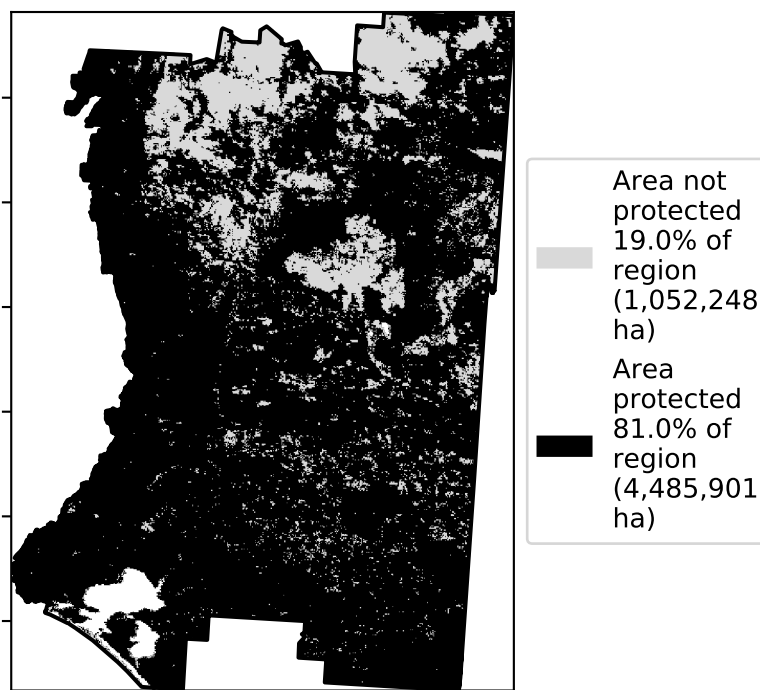 Area not
protected
19.0% of
region
(1,052,248
ha)
Area
protected
81.0% of
region
(4,485,901
ha)